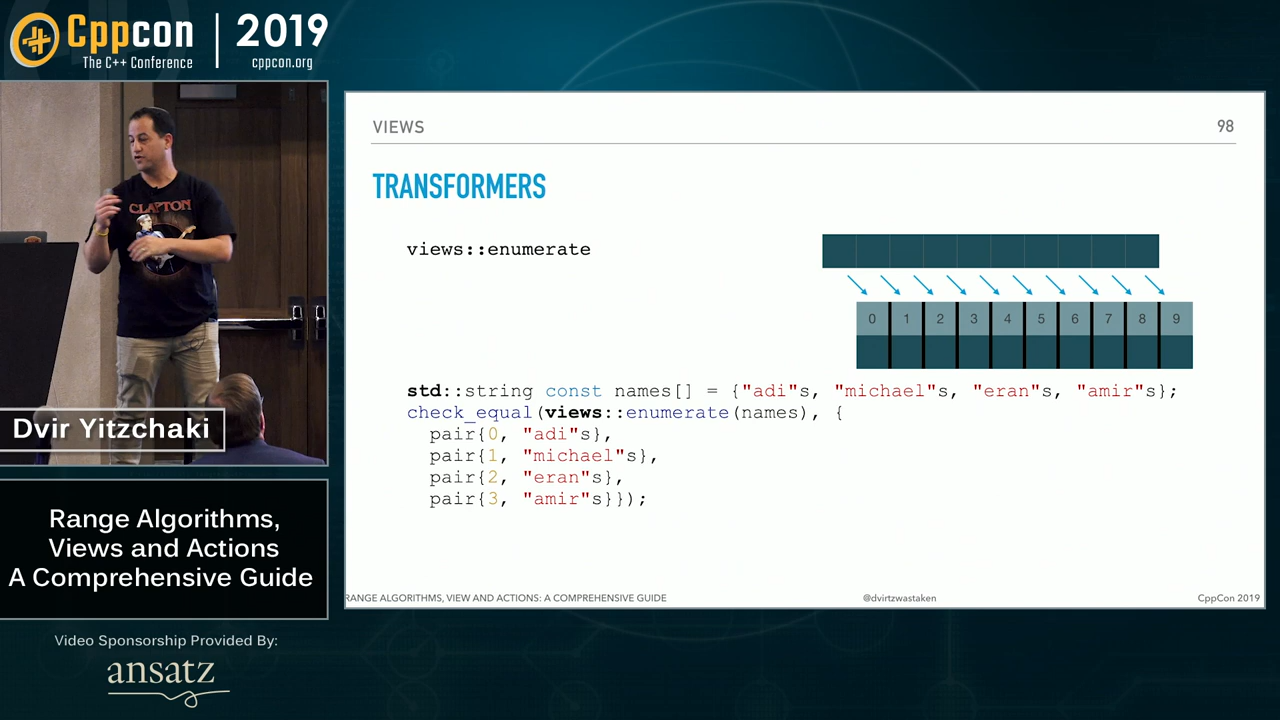 Cppcon
The C++ Conference
2019
cppcon.org
CLAPTON
Dvir Yitzchaki
Range Algorithms,
Views and Actions
A Comprehensive Guide
Video Sponsorship Provided By:
ansatz
VIEWS
98
TRANSFORMERS
views::enumerate
0 1 2 3 4 5 6 7 8 9
std::string const names[] = {"adi"s, "michael"s, "eran"s, "amir"s};
check_equal(views::enumerate(names), {
pair{0, "adi"s},
pair{1, "michael"s},
pair{2, "eran"s},
pair{3, "amir"s}});
RANGE ALGORITHMS, VIEW AND ACTIONS: A COMPREHENSIVE GUIDE
@dvirtzwastaken
CppCon 2019